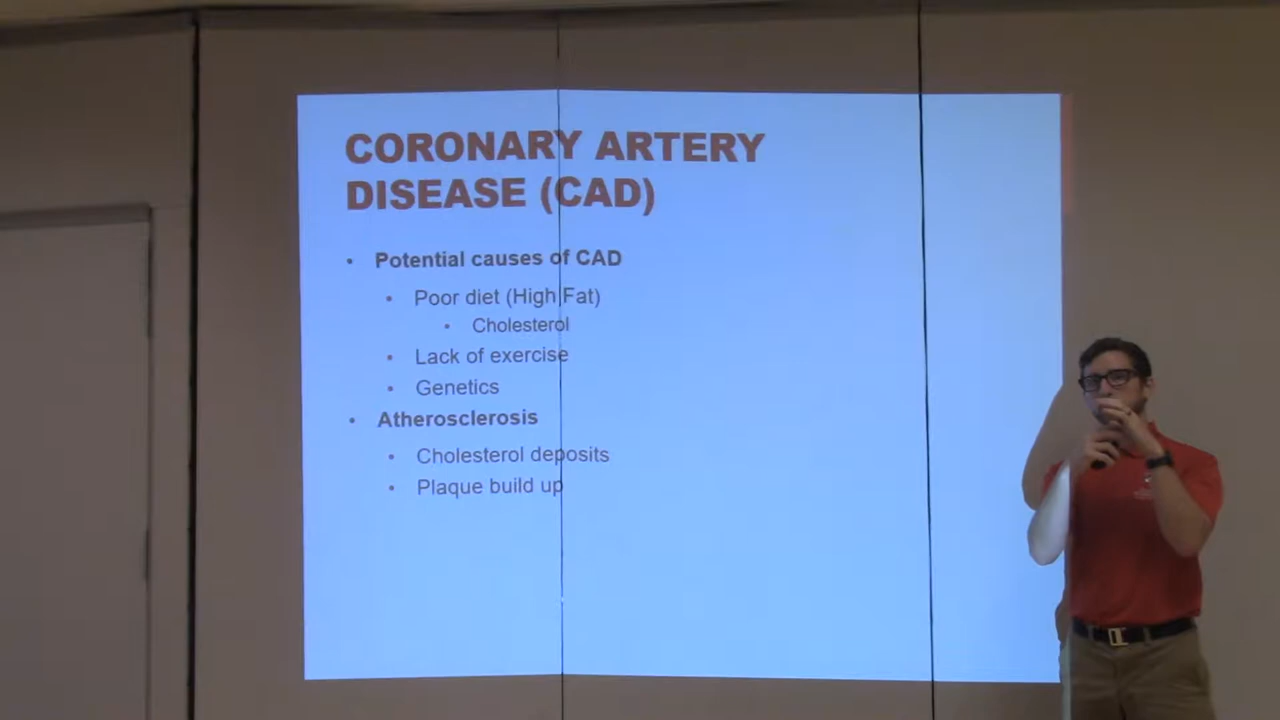 CORONARY ARTERY
DISEASE (CAD)
• Potential causes of CAD
• Poor diet (High Fat)
• Cholesterol
• Lack of exercise
• Genetics
• Atherosclerosis
• Cholesterol deposits
• Plaque build up